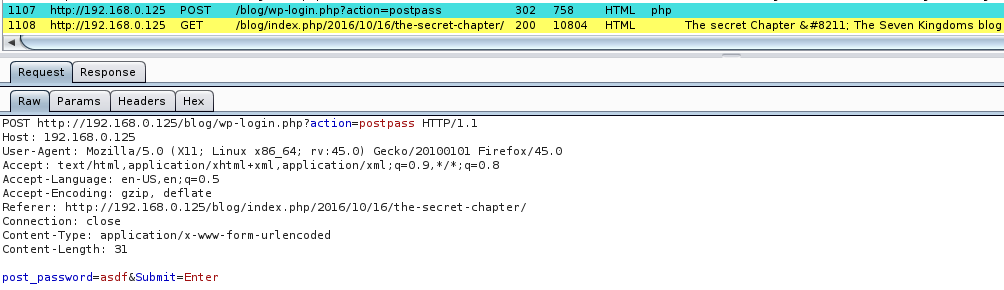 1107 http://192.168.0.125 POST /blog/wp-login.php?action=postpass 302 758 HTML php
1108 http://192.168.0.125 GET /blog/index.php/2016/10/16/the-secret-chapter/ 200 10804 HTML The secret Chapter &#8211; The Seven Kingdoms blog
Request Response
Raw Params Headers Hex
POST http://192.168.0.125/blog/wp-login.php?action=postpass HTTP/1.1
Host: 192.168.0.125
User-Agent: Mozilla/5.0 (X11; Linux x86_64; rv:45.0) Gecko/20100101 Firefox/45.0
Accept: text/html,application/xhtml+xml,application/xml;q=0.9,*/*;q=0.8
Accept-Language: en-US,en;q=0.5
Accept-Encoding: gzip, deflate
Referer: http://192.168.0.125/blog/index.php/2016/10/16/the-secret-chapter/
Connection: close
Content-Type: application/x-www-form-urlencoded
Content-Length: 31
post_password=asdf&Submit=Enter